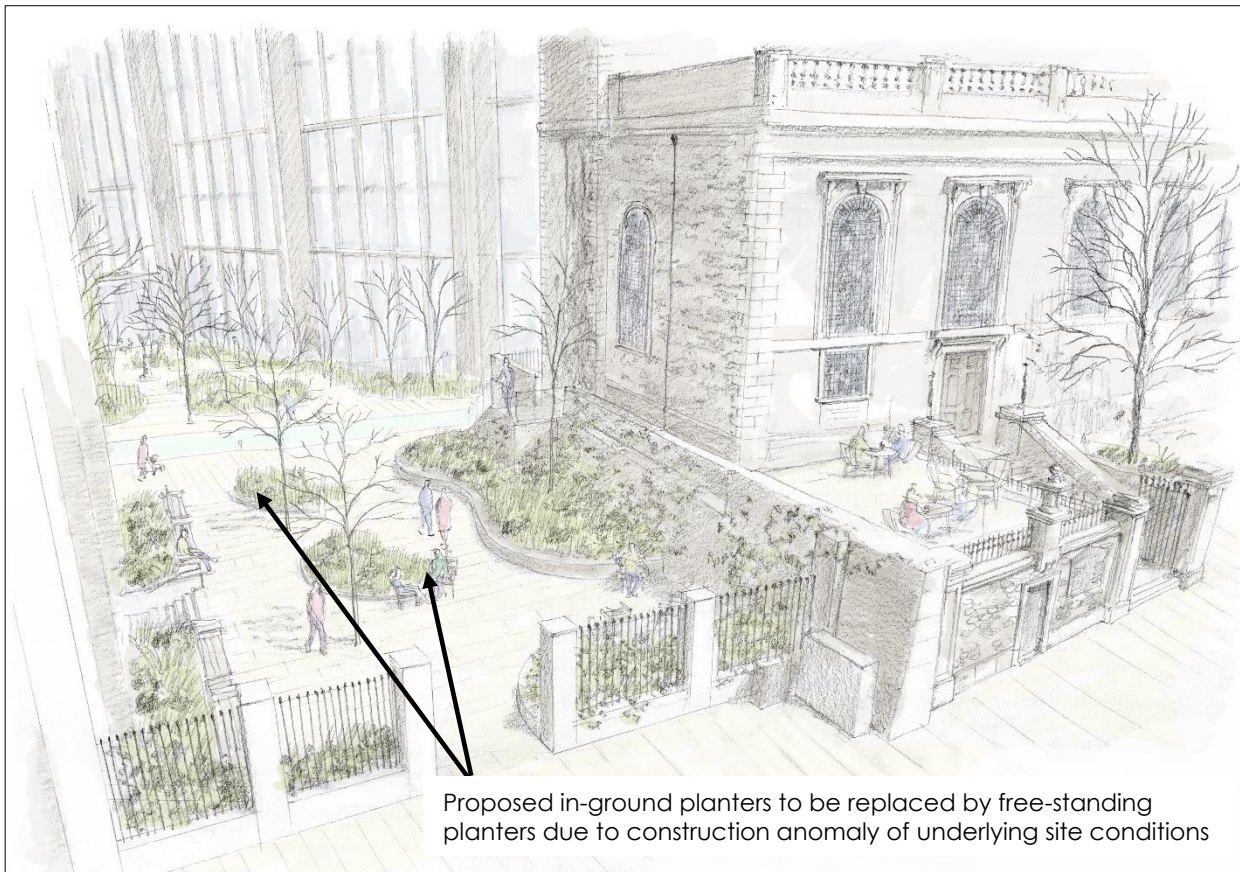 Proposed in-ground planters to be replaced by free-standing
planters due to construction anomaly of underlying site conditions